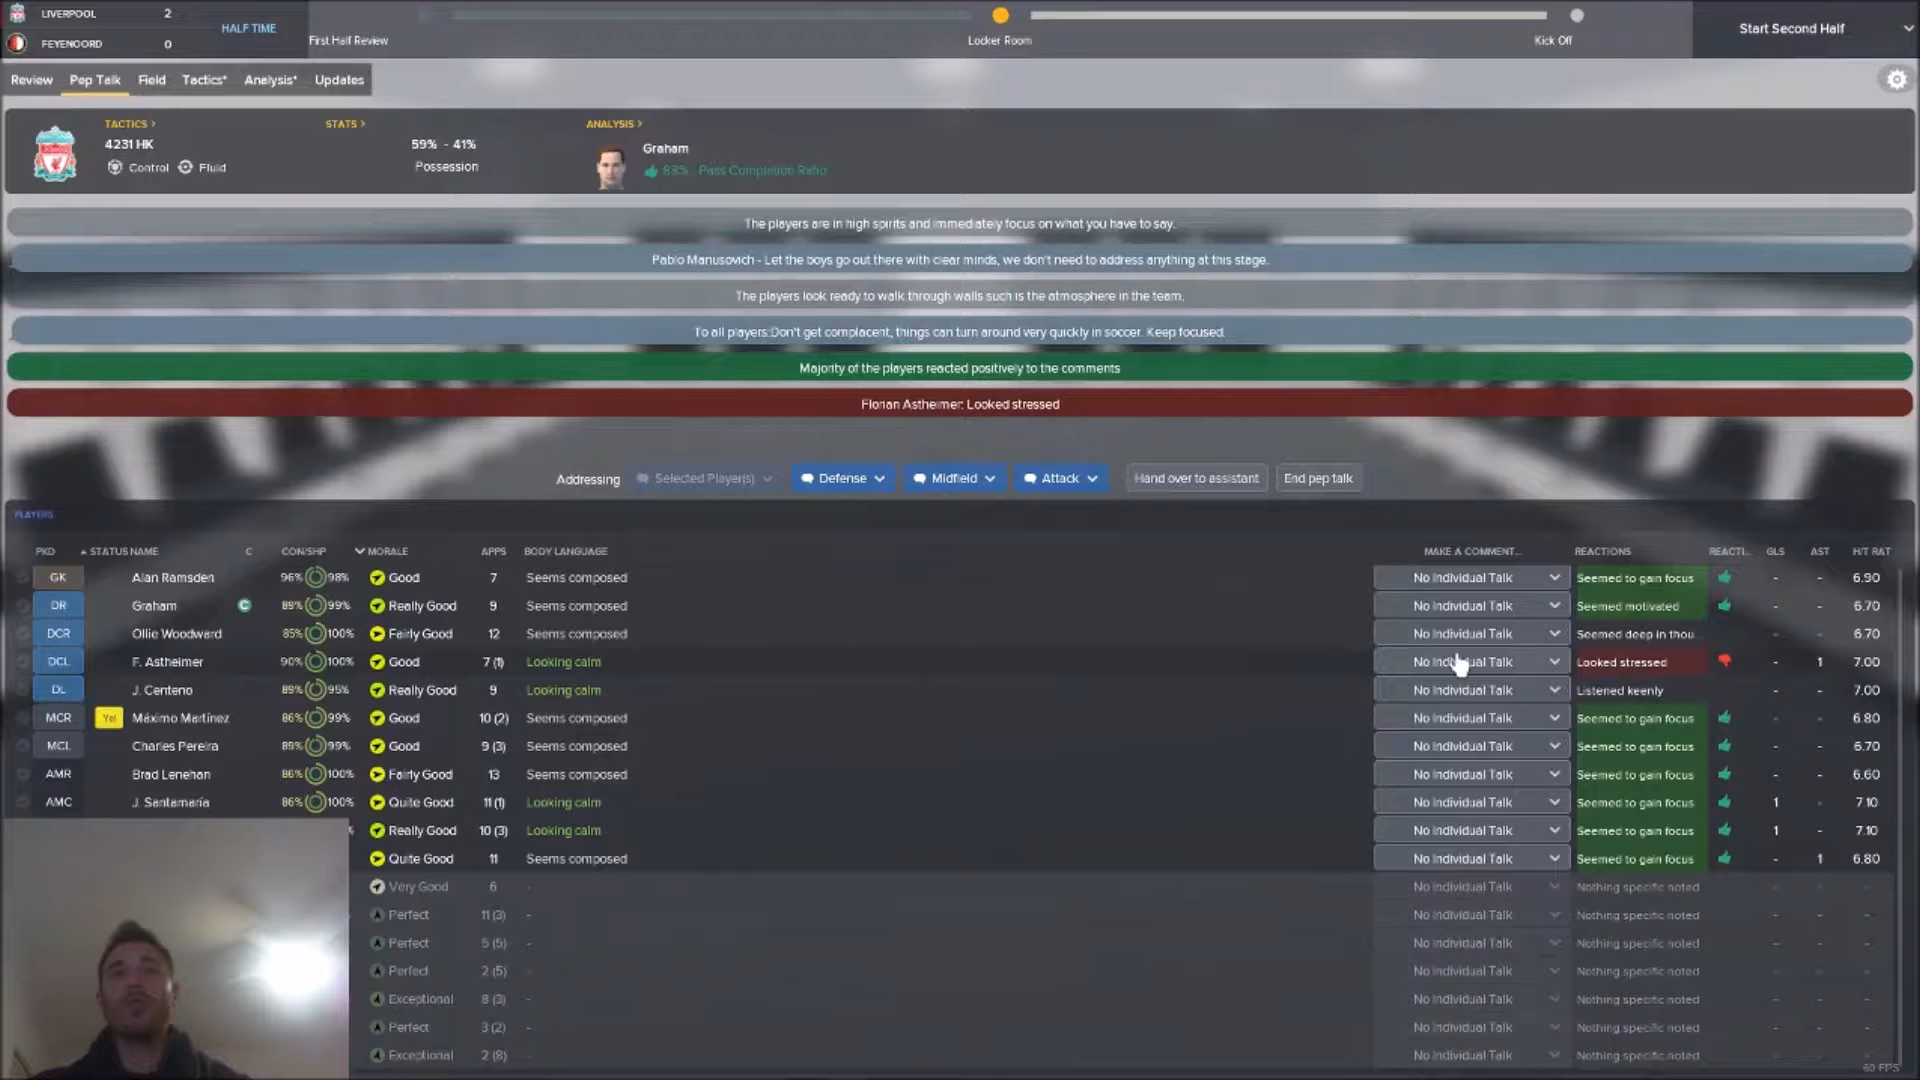 LIVERPOOL 2
FEYENOORD 0
HALF TIME
First Half Review
Locker Room
Kick Off
Start Second Half
Review Pep Talk Field Tactics* Analysis* Updates
TACTICS >
4231 HK
Control Fluid
STATS >
59% - 41%
Possession
ANALYSIS >
Graham
83% Pass Completion Ratio
The players are in high spirits and immediately focus on what you have to say.
Pablo Manusovich - Let the boys go out there with clear minds, we don't need to address anything at this stage.
The players look ready to walk through walls such is the atmosphere in the team.
To all players:Don't get complacent, things can turn around very quickly in soccer. Keep focused.
Majority of the players reacted positively to the comments
Florian Astheimer: Looked stressed
Addressing Selected Player(s) Defense Midfield Attack Hand over to assistant End pep talk
PLAYERS
PKD STATUS NAME C CON/SHP MORALE APPS BODY LANGUAGE MAKE A COMMENT... REACTIONS REACTI... GLS AST H/T RAT
GK Alan Ramsden 96% 98% Good 7 Seems composed No Individual Talk Seemed to gain focus - - 6.90
DR Graham C 89% 99% Really Good 9 Seems composed No Individual Talk Seemed motivated - - 6.70
DCR Ollie Woodward 85% 100% Fairly Good 12 Seems composed No Individual Talk Seemed deep in thou... - - 6.70
DCL F. Astheimer 90% 100% Good 7 (1) Looking calm No Individual Talk Looked stressed - 1 7.00
DL J. Centeno 89% 95% Really Good 9 Looking calm No Individual Talk Listened keenly - - 7.00
MCR Yel Máximo Martínez 86% 99% Good 10 (2) Seems composed No Individual Talk Seemed to gain focus - - 6.80
MCL Charles Pereira 89% 99% Good 9 (3) Seems composed No Individual Talk Seemed to gain focus - - 6.70
AMR Brad Lenehan 86% 100% Fairly Good 13 Seems composed No Individual Talk Seemed to gain focus - - 6.60
AMC J. Santamaría 86% 100% Quite Good 11 (1) Looking calm No Individual Talk Seemed to gain focus 1 - 7.10
% Really Good 10 (3) Looking calm No Individual Talk Seemed to gain focus 1 - 7.10
Quite Good 11 Seems composed No Individual Talk Seemed to gain focus - 1 6.80
Very Good 6 - No Individual Talk Nothing specific noted - - -
Perfect 11 (3) - No Individual Talk Nothing specific noted - - -
Perfect 5 (5) - No Individual Talk Nothing specific noted - - -
Perfect 2 (5) - No Individual Talk Nothing specific noted - - -
Exceptional 8 (3) - No Individual Talk Nothing specific noted - - -
Perfect 3 (2) - No Individual Talk Nothing specific noted - - -
Exceptional 2 (8) - No Individual Talk Nothing specific noted - - -
60 FPS